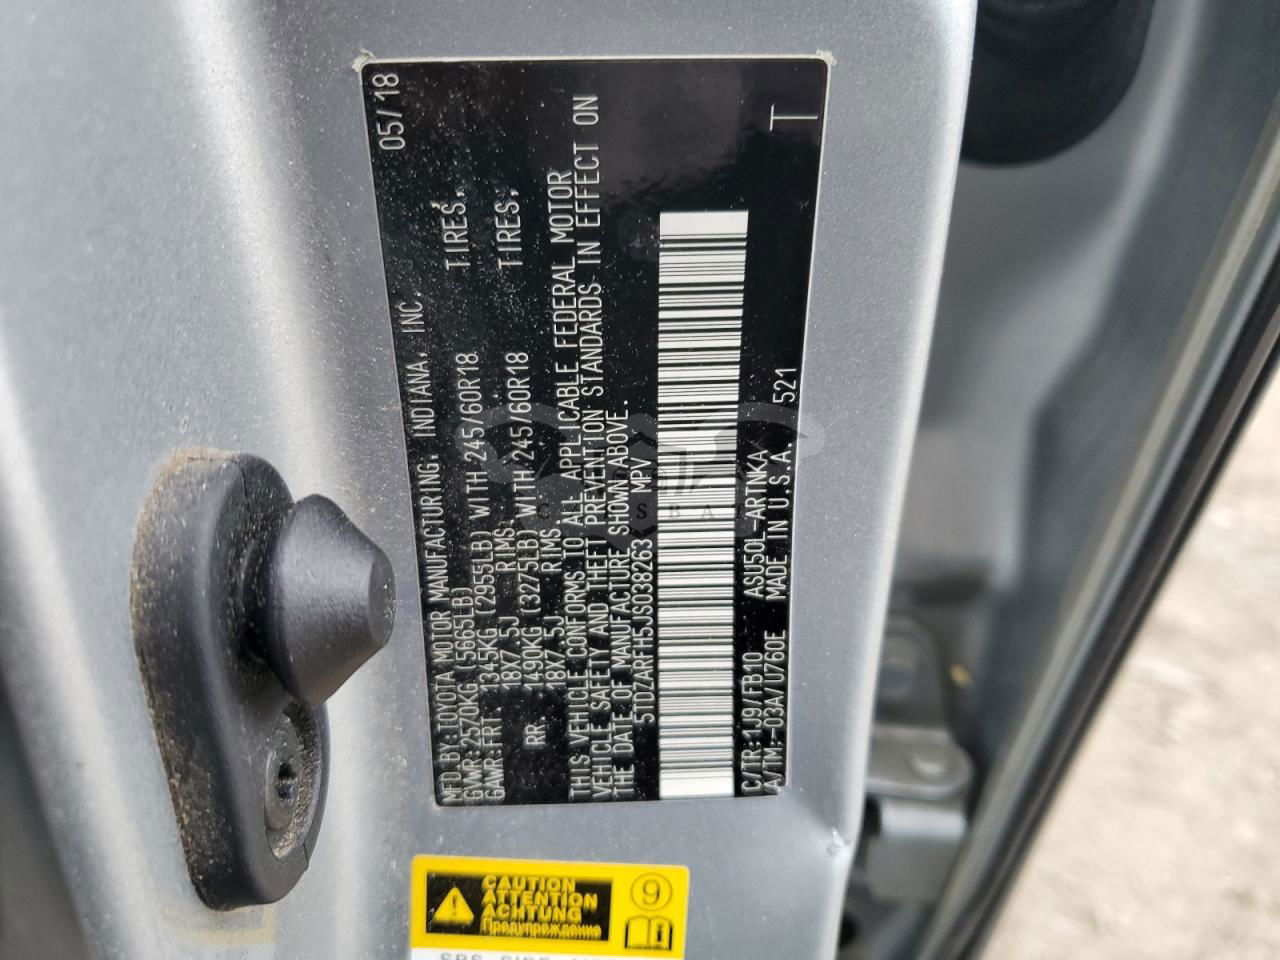 05/18
MFD.BY:TOYOTA MOTOR MANUFACTURING, INDIANA, INC.
GVWR:2570KG(5665LB)
GAWR:FRT 1345KG(2955LB) WITH 245/60R18 TIRES,
18X7.5J RIMS.
RR. 1490KG (3275LB) WITH 245/60R18 TIRES,
18X7.5J RIMS.
THIS VEHICLE CONFORMS TO ALL APPLICABLE FEDERAL MOTOR
VEHICLE SAFETY AND THEFT PREVENTION STANDARDS IN EFFECT ON
THE DATE OF MANUFACTURE SHOWN ABOVE.
5TDZARFH5JS038263 MPV
C/TR:1J9/FB10 ASU50L-ARTNKA
A/TM:-03A/U760E MADE IN U.S.A. 521
T
CAUTION
ATTENTION
ACHTUNG
Предупреждение
9
SRS SIDE